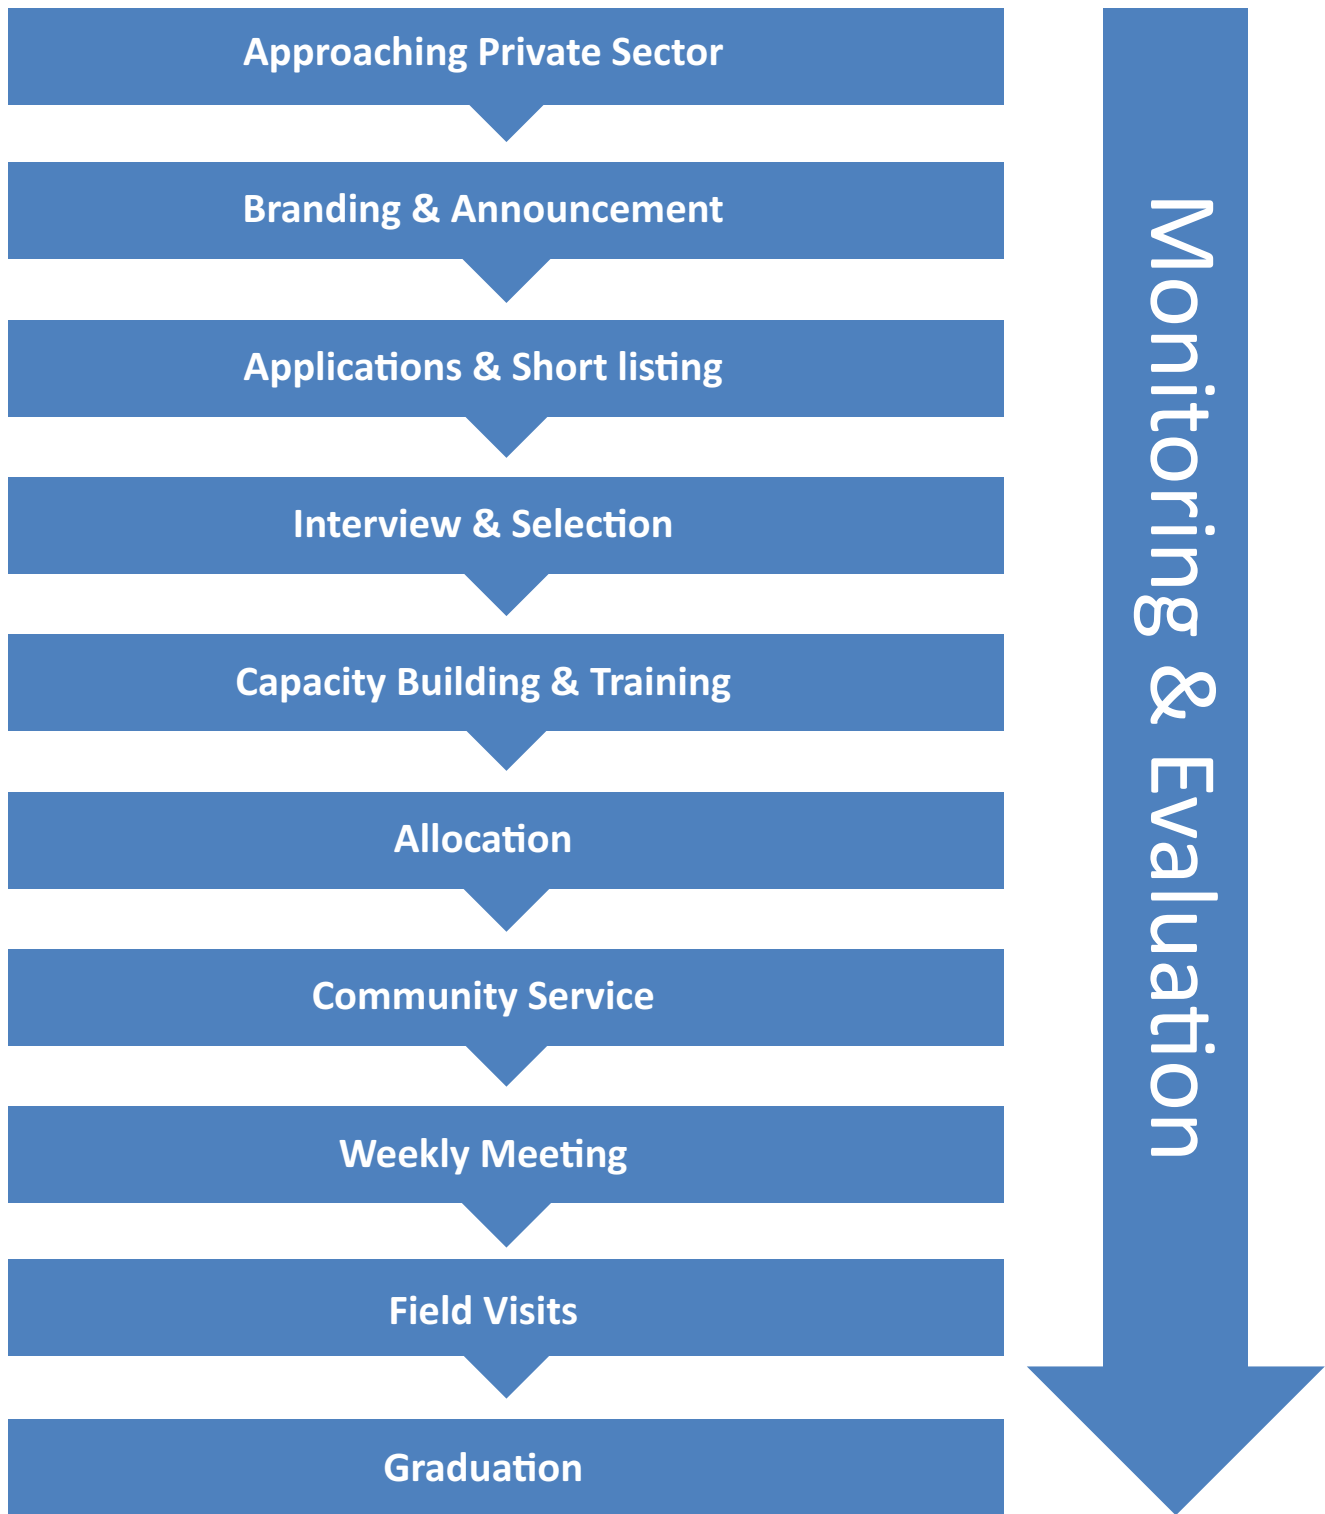 Approaching Private Sector
Branding & Announcement
Applications & Short listing
Interview & Selection
Capacity Building & Training
Allocation
Community Service
Weekly Meeting
Field Visits
Graduation
Monitoring & Evaluation